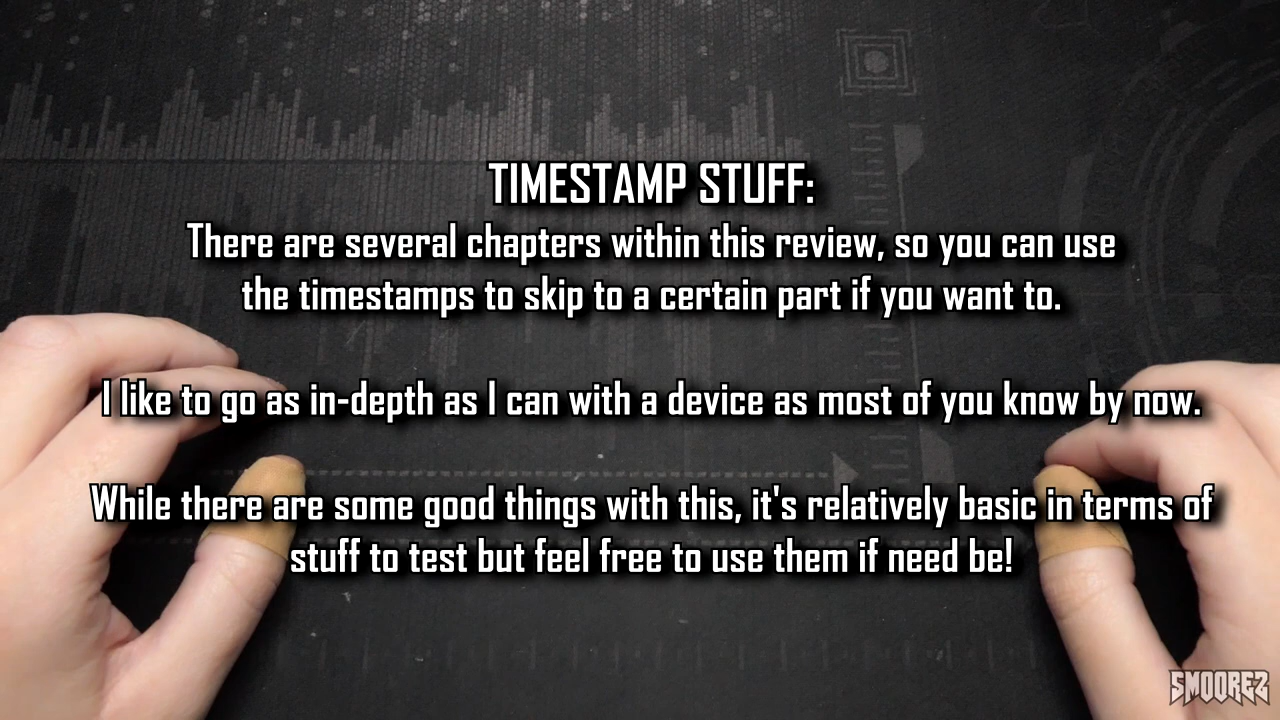 TIMESTAMP STUFF:
There are several chapters within this review, so you can use
the timestamps to skip to a certain part if you want to.
I like to go as in-depth as I can with a device as most of you know by now.
While there are some good things with this, it's relatively basic in terms of
stuff to test but feel free to use them if need be!
SMOOREZ